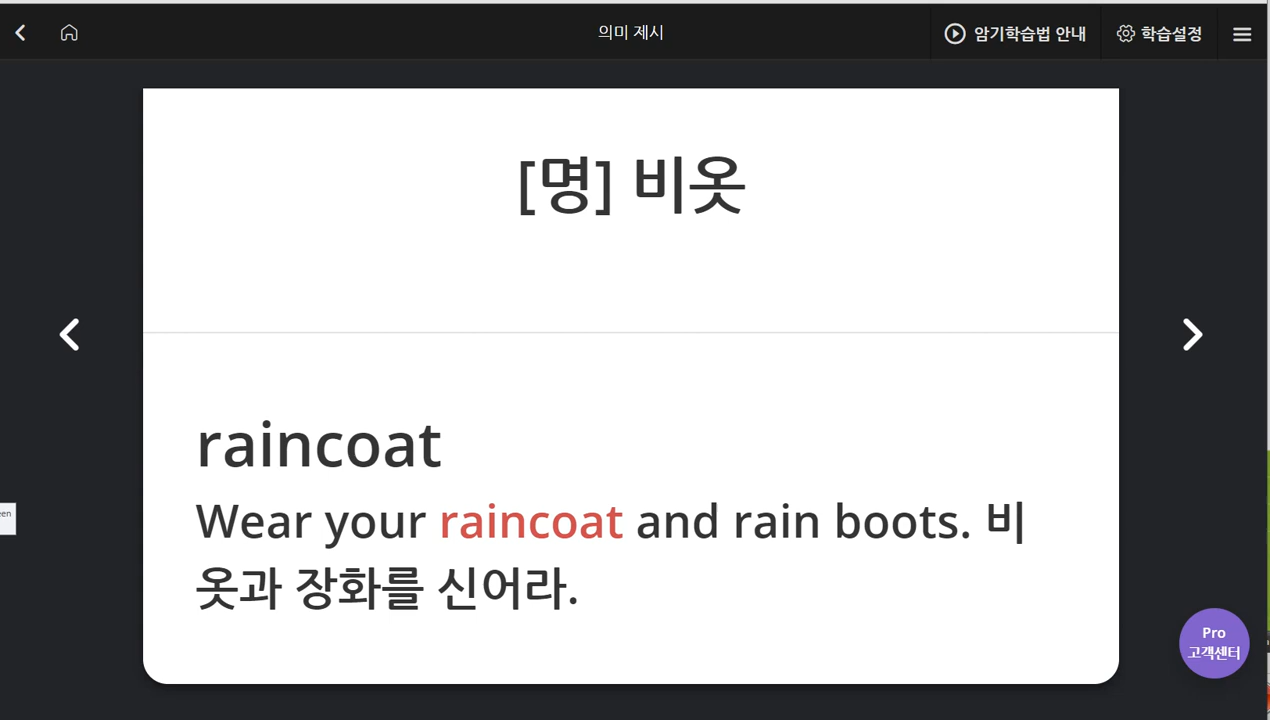 의미 제시
암기학습법 안내
학습설정
[명] 비옷
raincoat
Wear your raincoat and rain boots. 비
옷과 장화를 신어라.
een
Pro
고객센터